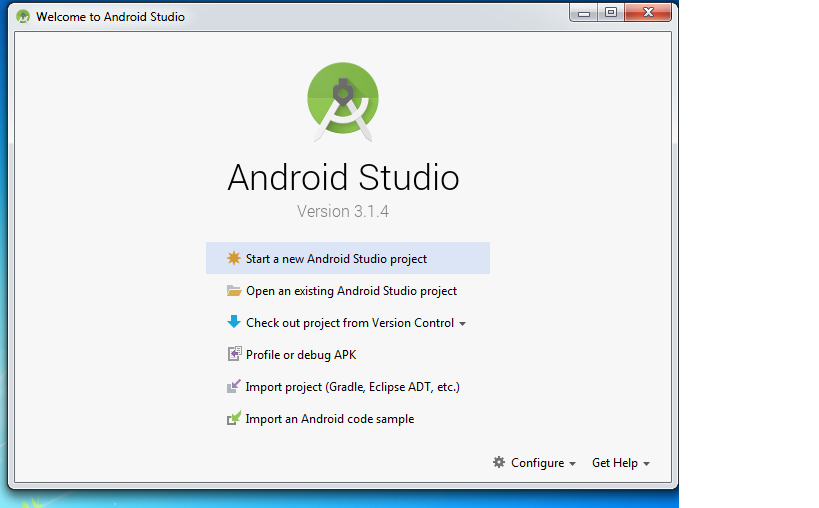 Welcome to Android Studio
Android Studio
Version 3.1.4
Start a new Android Studio project
Open an existing Android Studio project
Check out project from Version Control
Profile or debug APK
Import project (Gradle, Eclipse ADT, etc.)
Import an Android code sample
Configure Get Help